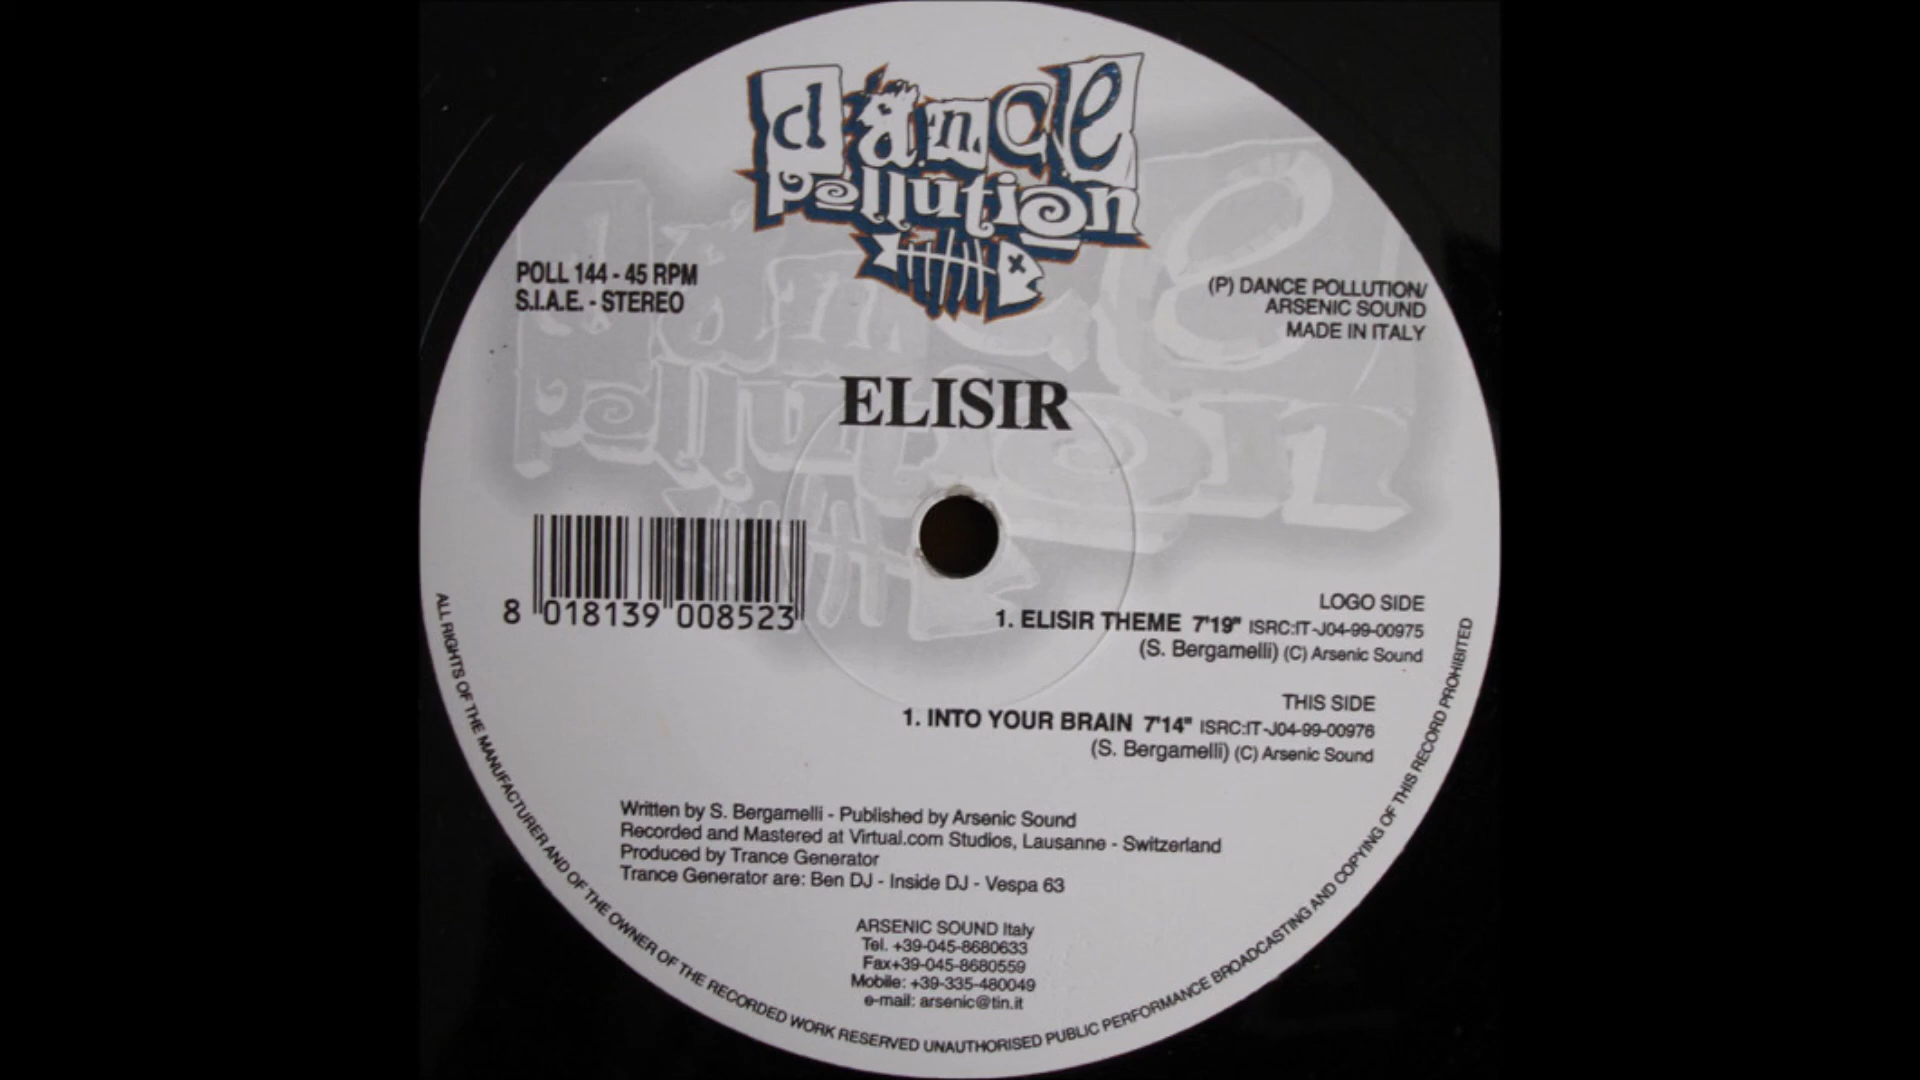 dance
pollution
POLL 144 - 45 RPM
S.I.A.E. - STEREO
(P) DANCE POLLUTION/
ARSENIC SOUND
MADE IN ITALY
ELISIR
8 018139 008523
LOGO SIDE
1. ELISIR THEME 7'19" ISRC:IT-J04-99-00975
(S. Bergamelli) (C) Arsenic Sound
THIS SIDE
1. INTO YOUR BRAIN 7'14" ISRC:IT-J04-99-00976
(S. Bergamelli) (C) Arsenic Sound
Written by S. Bergamelli - Published by Arsenic Sound
Recorded and Mastered at Virtual.com Studios, Lausanne - Switzerland
Produced by Trance Generator
Trance Generator are: Ben DJ - Inside DJ - Vespa 63
ARSENIC SOUND Italy
Tel. +39-045-8680633
Fax+39-045-8680559
Mobile: +39-335-480049
e-mail: arsenic@tin.it
ALL RIGHTS OF THE MANUFACTURER AND OF THE OWNER OF THE RECORDED WORK RESERVED UNAUTHORISED PUBLIC PERFORMANCE BROADCASTING AND COPYING OF THIS RECORD PROHIBITED